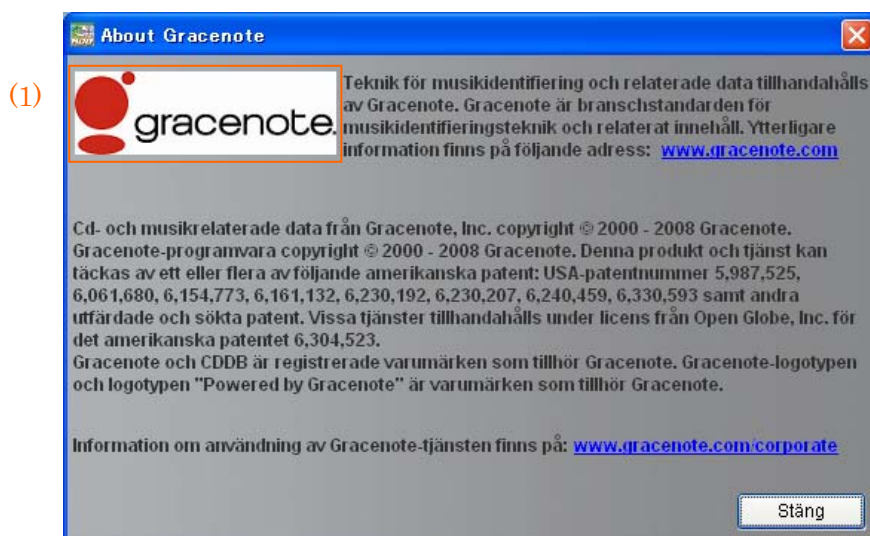 About Gracenote
(1)
gracenote.
Teknik för musikidentifiering och relaterade data tillhandahålls
av Gracenote. Gracenote är branschstandarden för
musikidentifieringsteknik och relaterat innehåll. Ytterligare
information finns på följande adress: www.gracenote.com
Cd- och musikrelaterade data från Gracenote, Inc. copyright © 2000 - 2008 Gracenote.
Gracenote-programvara copyright © 2000 - 2008 Gracenote. Denna produkt och tjänst kan
täckas av ett eller flera av följande amerikanska patent: USA-patentnummer 5,987,525,
6,061,680, 6,154,773, 6,161,132, 6,230,192, 6,230,207, 6,240,459, 6,330,593 samt andra
utfärdade och sökta patent. Vissa tjänster tillhandahålls under licens från Open Globe, Inc. för
det amerikanska patentet 6,304,523.
Gracenote och CDDB är registrerade varumärken som tillhör Gracenote. Gracenote-logotypen
och logotypen "Powered by Gracenote" är varumärken som tillhör Gracenote.
Information om användning av Gracenote-tjänsten finns på: www.gracenote.com/corporate
Stäng